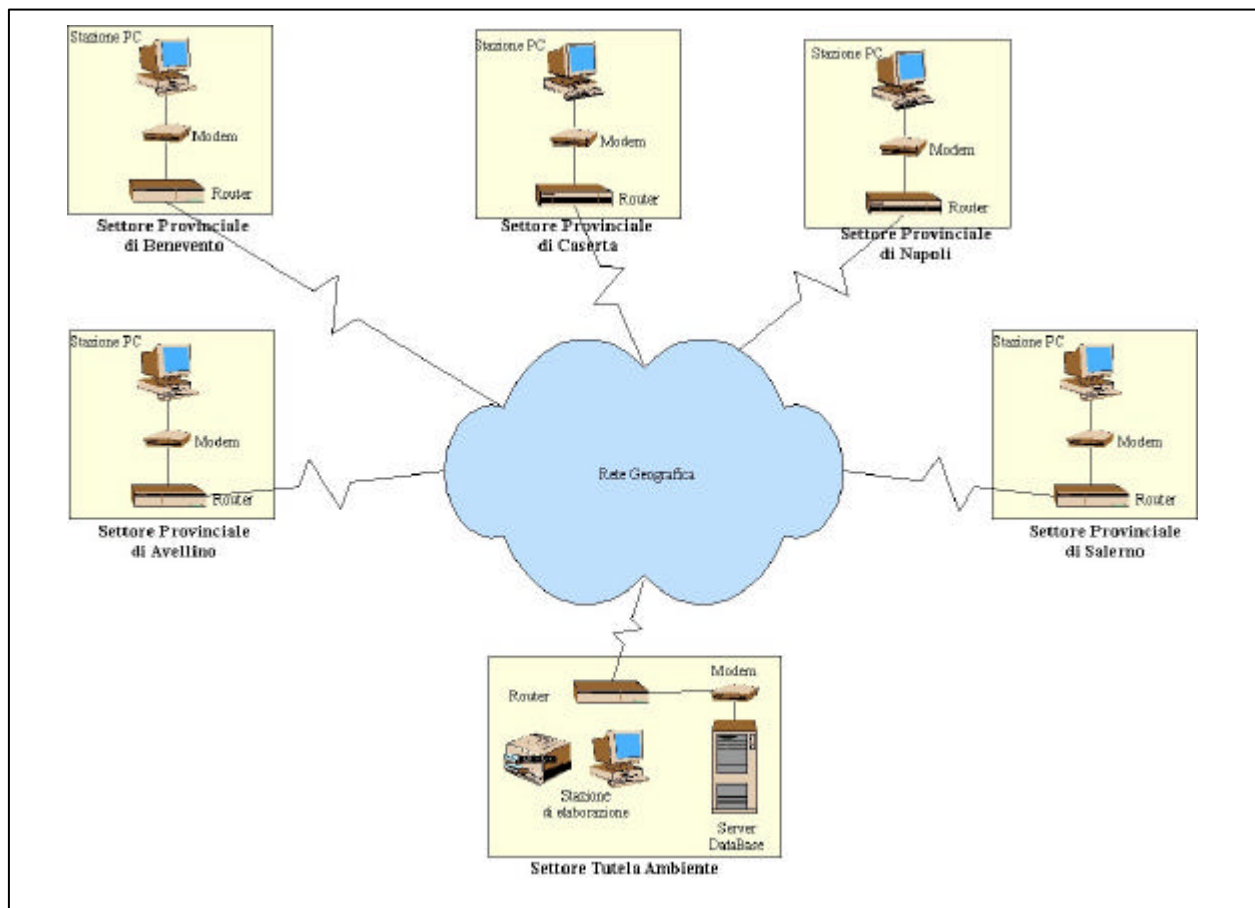 Stazione PC
Modem
Router
Settore Provinciale
di Benevento
Stazione PC
Modem
Router
Settore Provinciale
di Caserta
Stazione PC
Modem
Router
Settore Provinciale
di Napoli
Stazione PC
Modem
Router
Settore Provinciale
di Avellino
Rete Geografica
Stazione PC
Modem
Router
Settore Provinciale
di Salerno
Modem
Router
Stazione
di elaborazione
Server
DataBase
Settore Tutela Ambiente